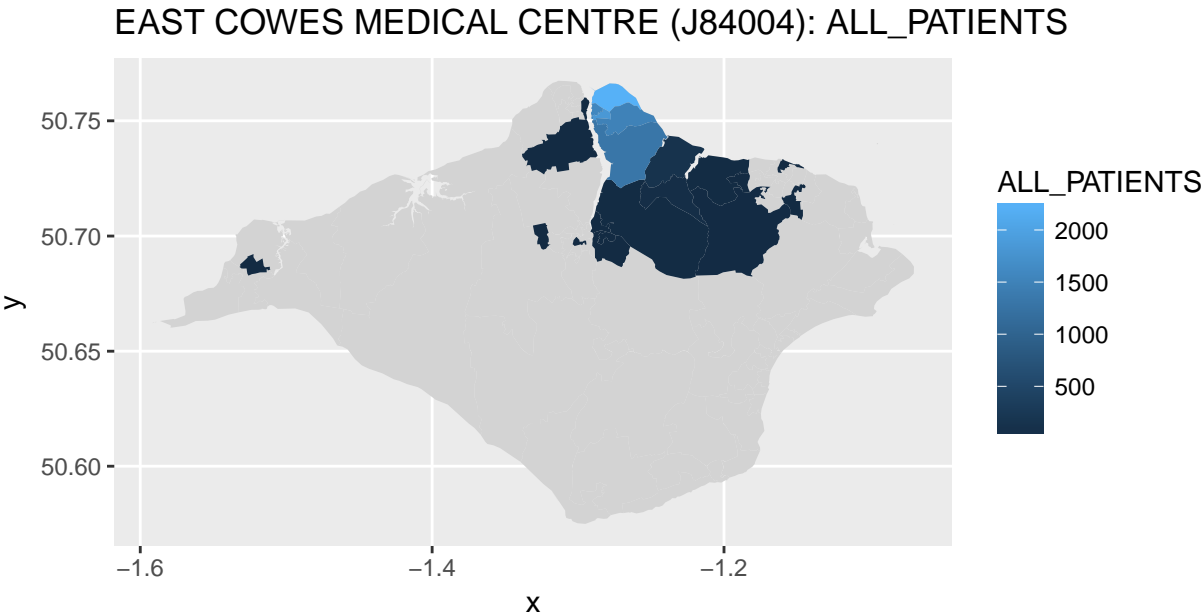 EAST COWES MEDICAL CENTRE (J84004): ALL_PATIENTS
50.75
50.70
50.65
50.60
y
−1.6
−1.4
−1.2
x
ALL_PATIENTS
2000
1500
1000
500